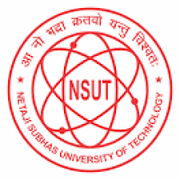 आ नो भद्राः क्रतवो यन्तु विश्वतः
NSUT
NETAJI SUBHAS UNIVERSITY OF TECHNOLOGY